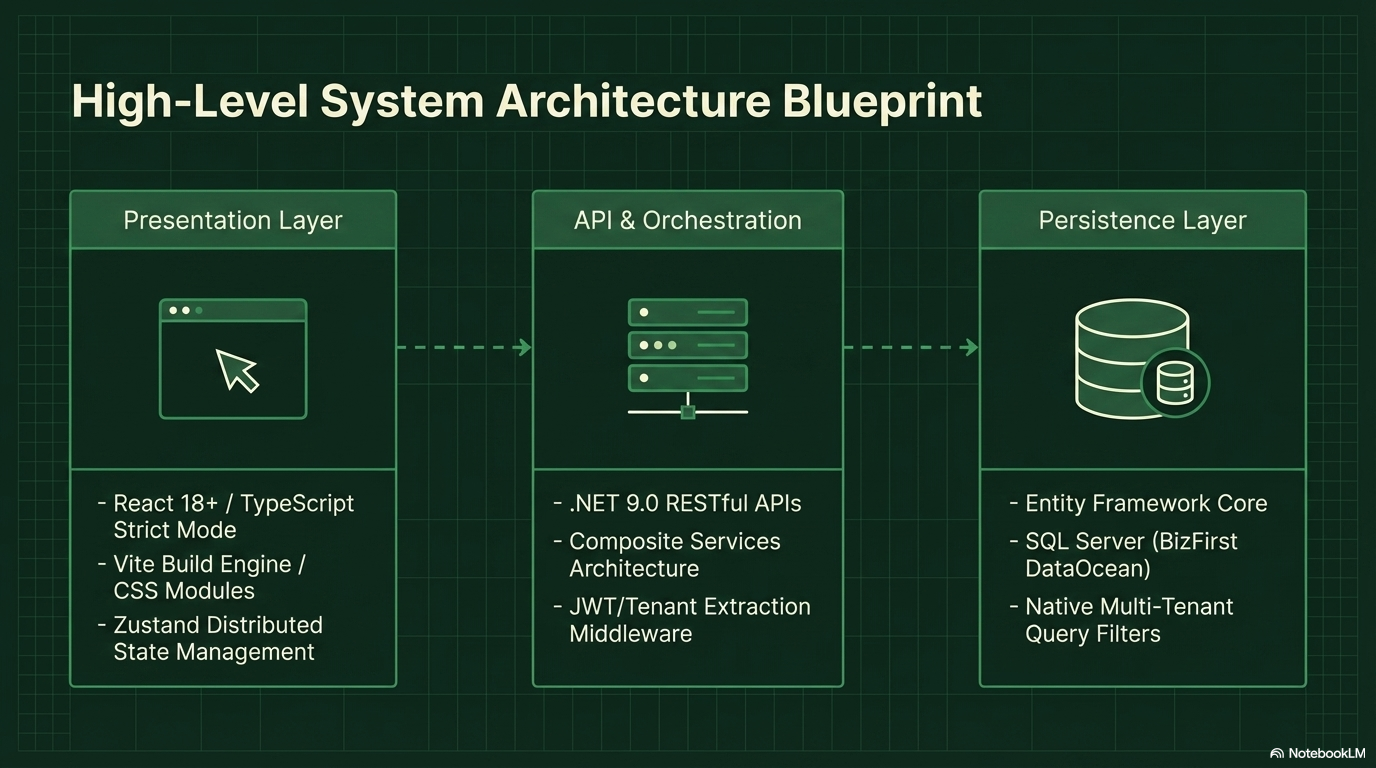 High-Level System Architecture Blueprint
Presentation Layer
- React 18+ / TypeScript
Strict Mode
- Vite Build Engine /
CSS Modules
- Zustand Distributed
State Management
API & Orchestration
- .NET 9.0 RESTful APIs
- Composite Services
Architecture
- JWT/Tenant Extraction
Middleware
Persistence Layer
- Entity Framework Core
- SQL Server (BizFirst
DataOcean)
- Native Multi-Tenant
Query Filters
NotebookLM